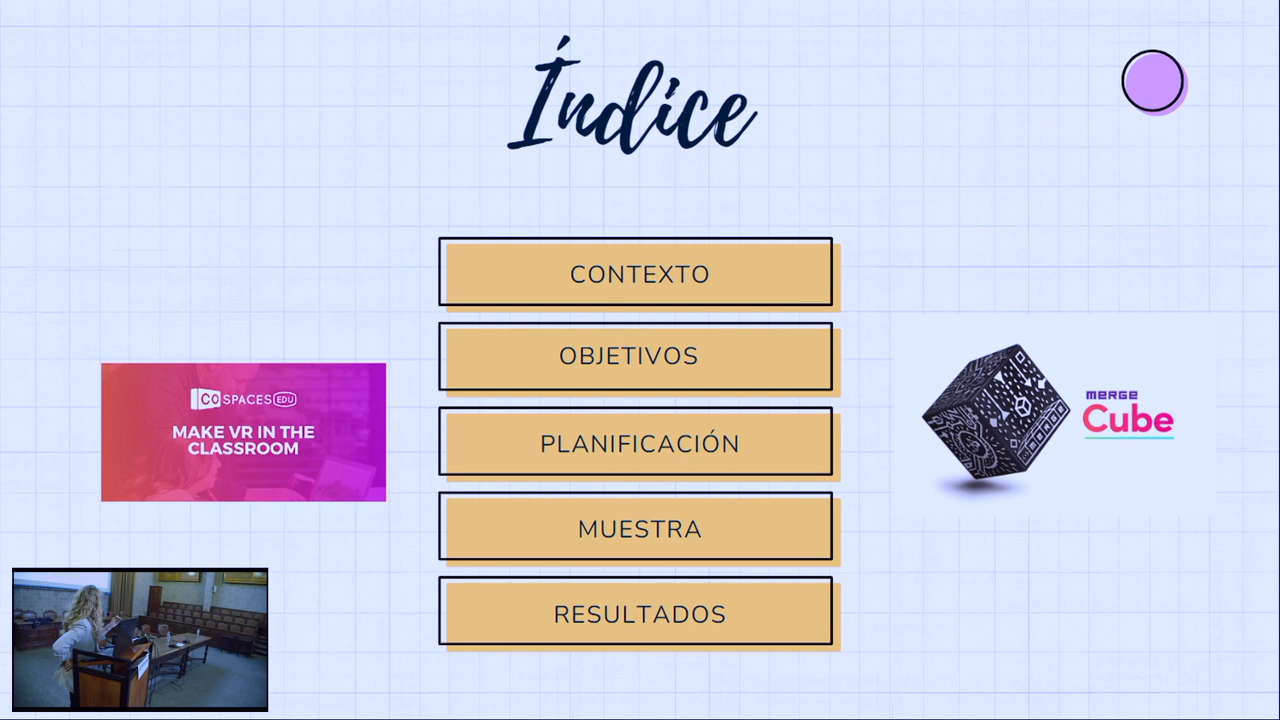 Índice
CONTEXTO
OBJETIVOS
PLANIFICACIÓN
MUESTRA
RESULTADOS
CO SPACES EDU
MAKE VR IN THE
CLASSROOM
MERGE
Cube